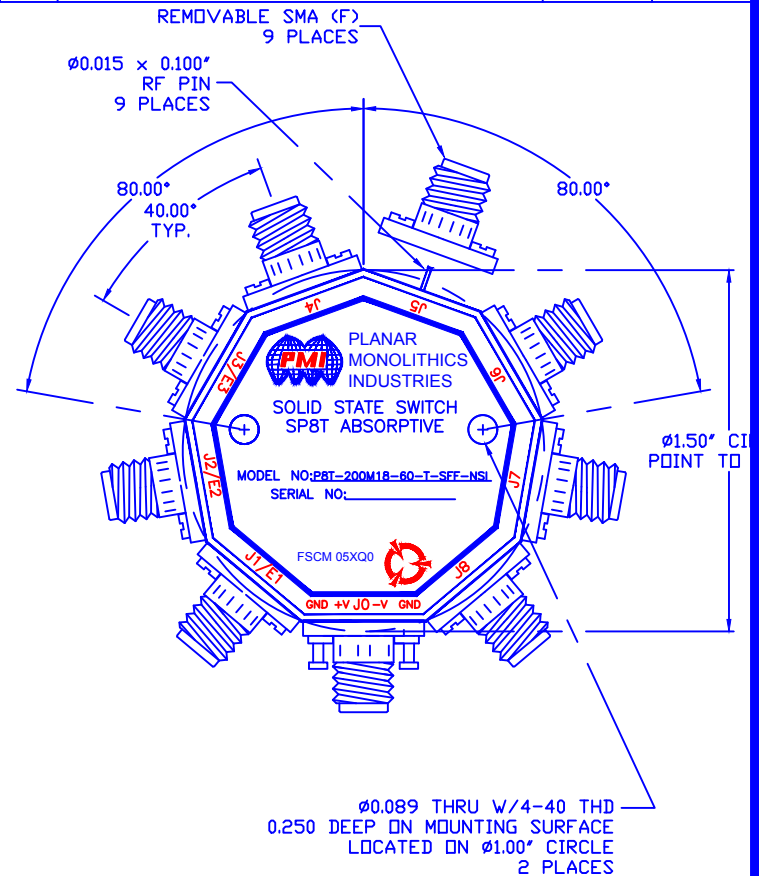 REMOVABLE SMA (F)
9 PLACES
Ø0.015 x 0.100"
RF PIN
9 PLACES
80.00°
40.00°
TYP.
80.00°
J4
J5
J3/E3
J6
PMI
PLANAR
MONOLITHICS
INDUSTRIES
SOLID STATE SWITCH
SP8T ABSORPTIVE
Ø1.50"
POINT TO
J2/E2
J7
MODEL NO:P8T-200M18-60-T-SFF-NSI
SERIAL NO:
J1/E1
FSCM 05XQ0
J8
GND +V J0 -V GND
Ø0.089 THRU W/4-40 THD
0.250 DEEP ON MOUNTING SURFACE
LOCATED ON Ø1.00" CIRCLE
2 PLACES